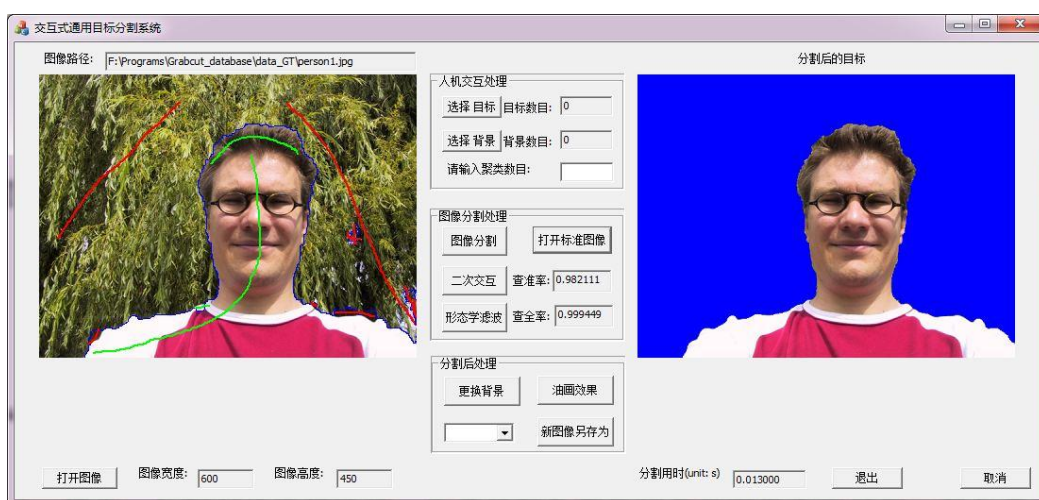 交互式通用目标分割系统
图像路径: F:\Programs\Grabcut_database\data_GT\person1.jpg
分割后的目标
人机交互处理
选择 目标 目标数目: 0
选择 背景 背景数目: 0
请输入聚类数目:
图像分割处理
图像分割 打开标准图像
二次交互 查准率: 0.982111
形态学滤波 查全率: 0.999449
分割后处理
更换背景 油画效果
新图像另存为
打开图像 图像宽度: 600 图像高度: 450 分割用时(unit: s) 0.013000 退出 取消